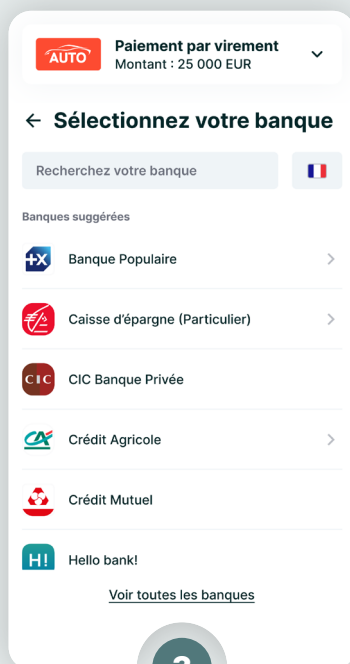 AUTO
Paiement par virement
Montant : 25 000 EUR
Sélectionnez votre banque
Recherchez votre banque
Banques suggérées
+X
Banque Populaire
Caisse d'épargne (Particulier)
CIC
CIC Banque Privée
CA
Crédit Agricole
Crédit Mutuel
H!
Hello bank!
Voir toutes les banques